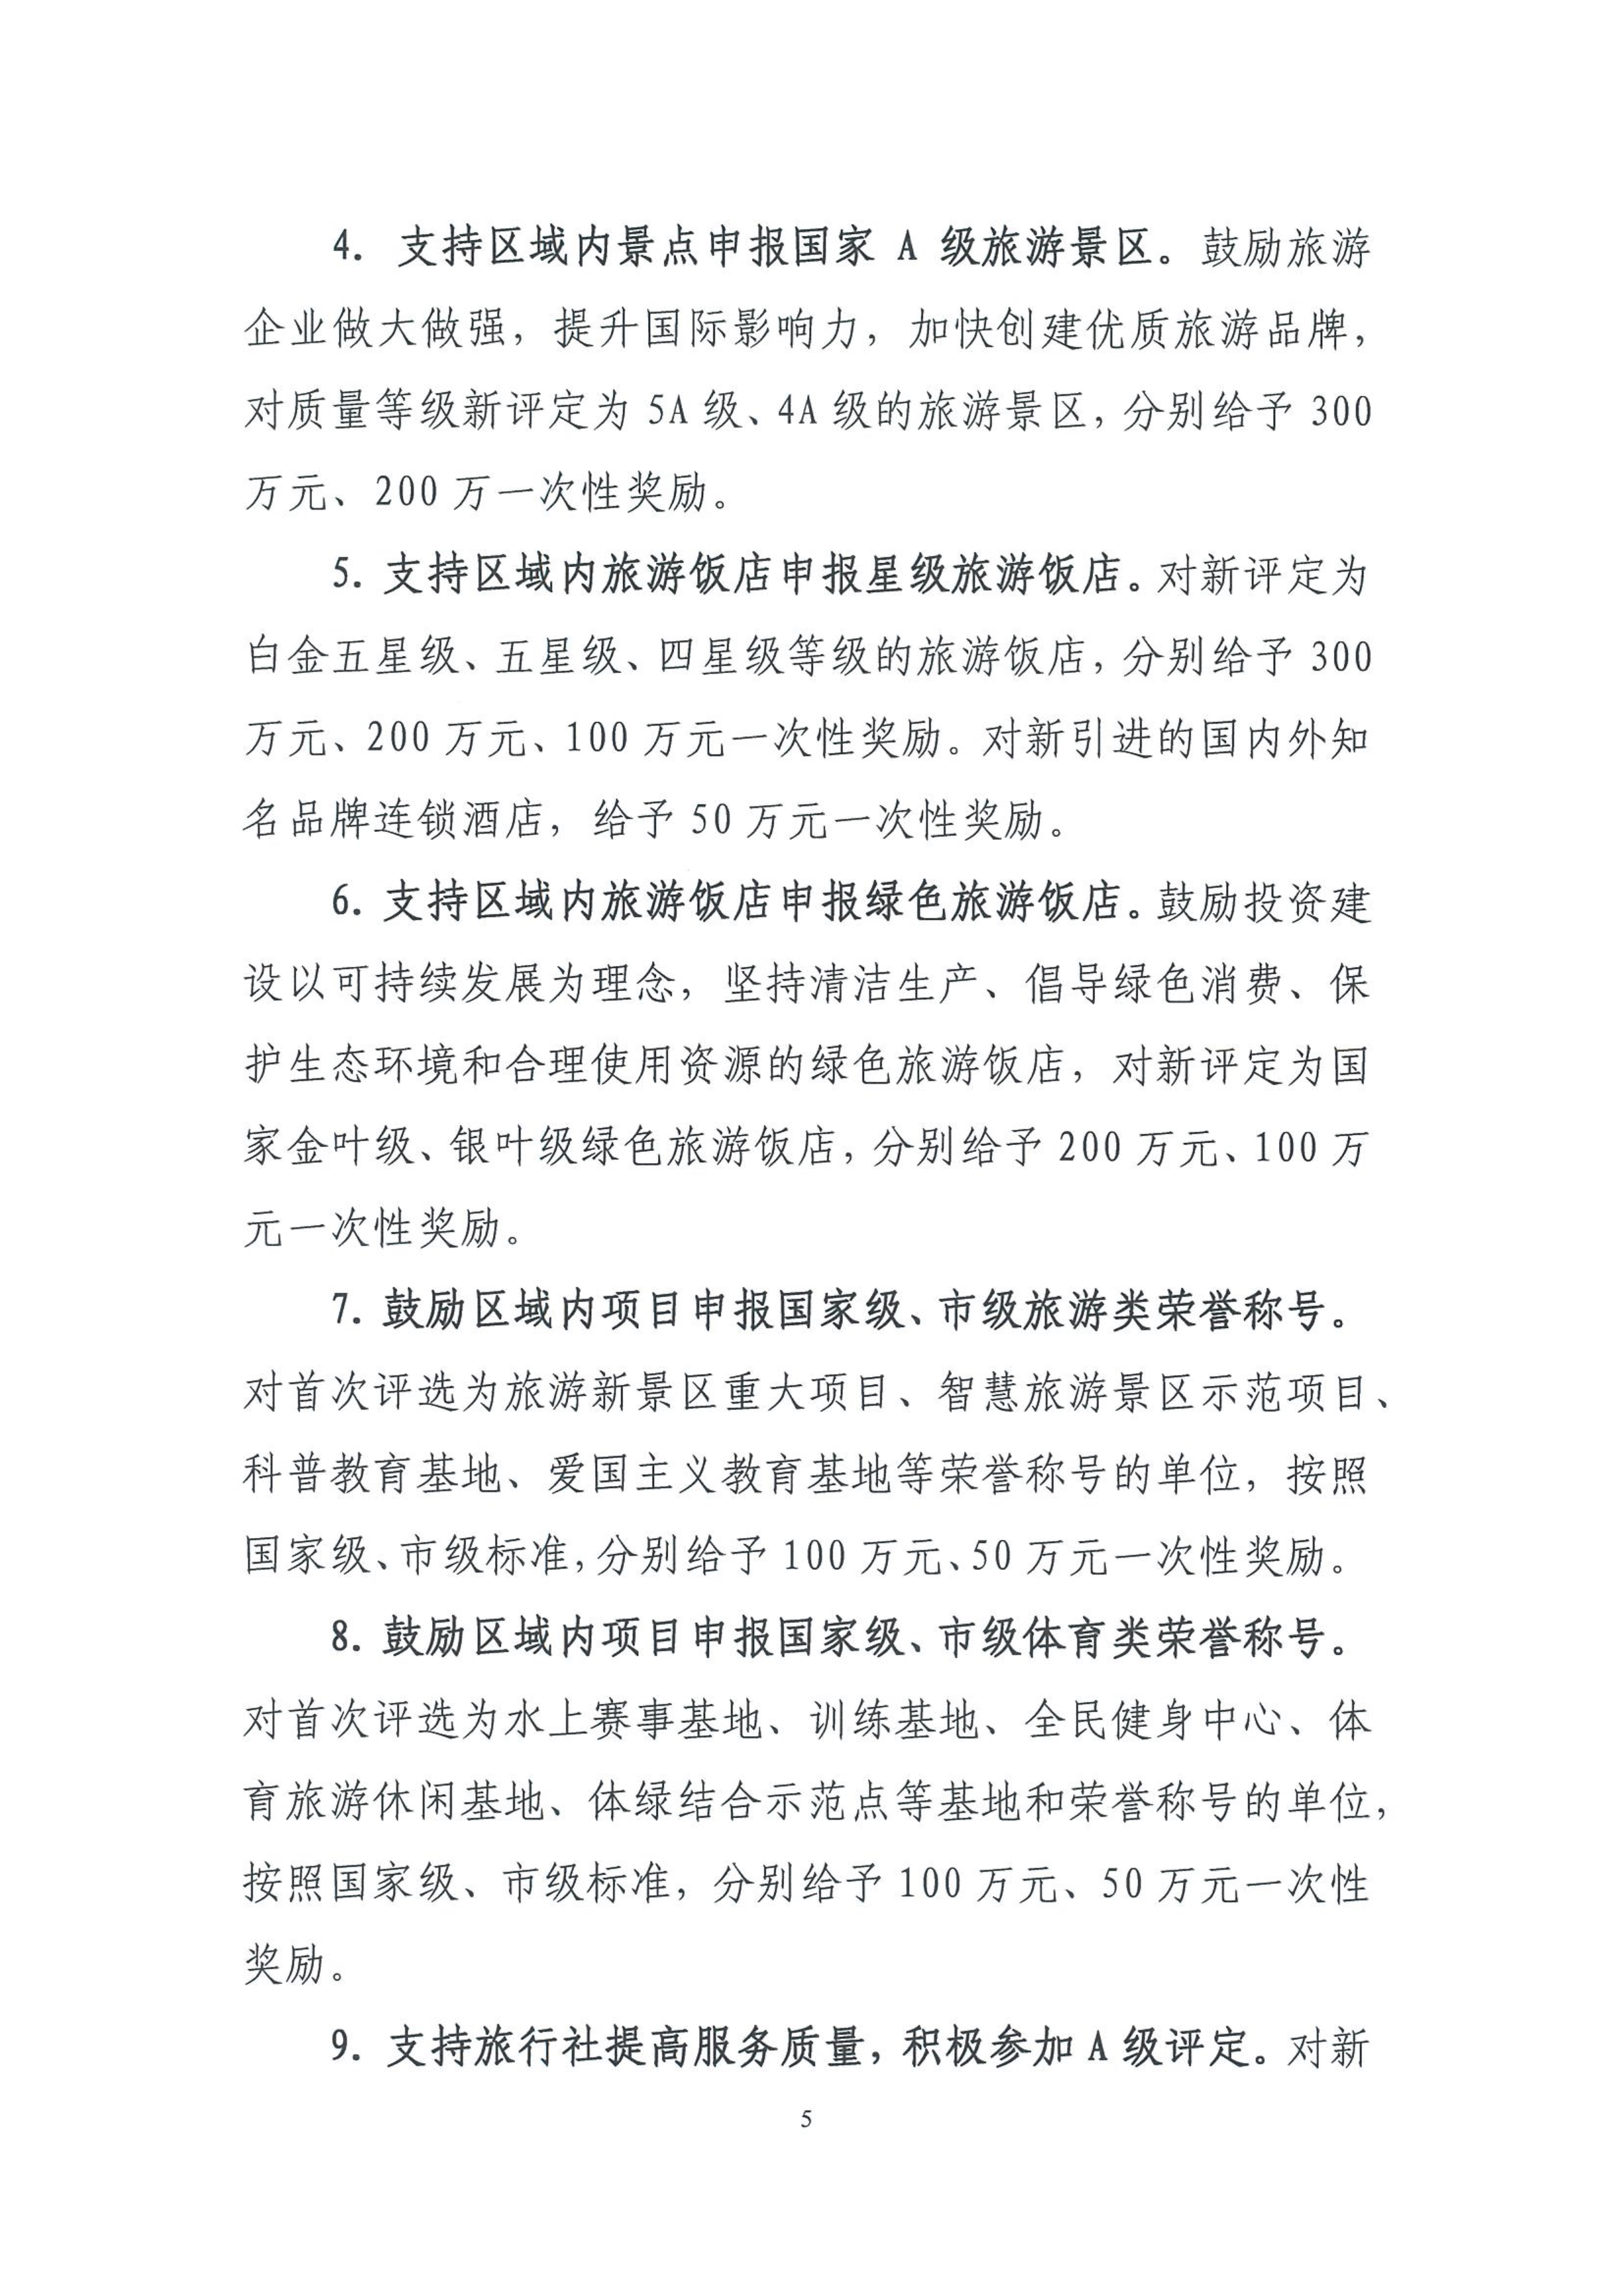 4. 支持区域内景点申报国家 A 级旅游景区。鼓励旅游
企业做大做强，提升国际影响力，加快创建优质旅游品牌，
对质量等级新评定为 5A 级、4A 级的旅游景区，分别给予 300
万元、200 万一次性奖励。
5. 支持区域内旅游饭店申报星级旅游饭店。对新评定为
白金五星级、五星级、四星级等级的旅游饭店，分别给予 300
万元、200 万元、100 万元一次性奖励。对新引进的国内外知
名品牌连锁酒店，给予 50 万元一次性奖励。
6. 支持区域内旅游饭店申报绿色旅游饭店。鼓励投资建
设以可持续发展为理念，坚持清洁生产、倡导绿色消费、保
护生态环境和合理使用资源的绿色旅游饭店，对新评定为国
家金叶级、银叶级绿色旅游饭店，分别给予 200 万元、100 万
元一次性奖励。
7. 鼓励区域内项目申报国家级、市级旅游类荣誉称号。
对首次评选为旅游新景区重大项目、智慧旅游景区示范项目、
科普教育基地、爱国主义教育基地等荣誉称号的单位，按照
国家级、市级标准，分别给予 100 万元、50 万元一次性奖励。
8. 鼓励区域内项目申报国家级、市级体育类荣誉称号。
对首次评选为水上赛事基地、训练基地、全民健身中心、体
育旅游休闲基地、体绿结合示范点等基地和荣誉称号的单位，
按照国家级、市级标准，分别给予 100 万元、50 万元一次性
奖励。
9. 支持旅行社提高服务质量，积极参加 A 级评定。对新
5